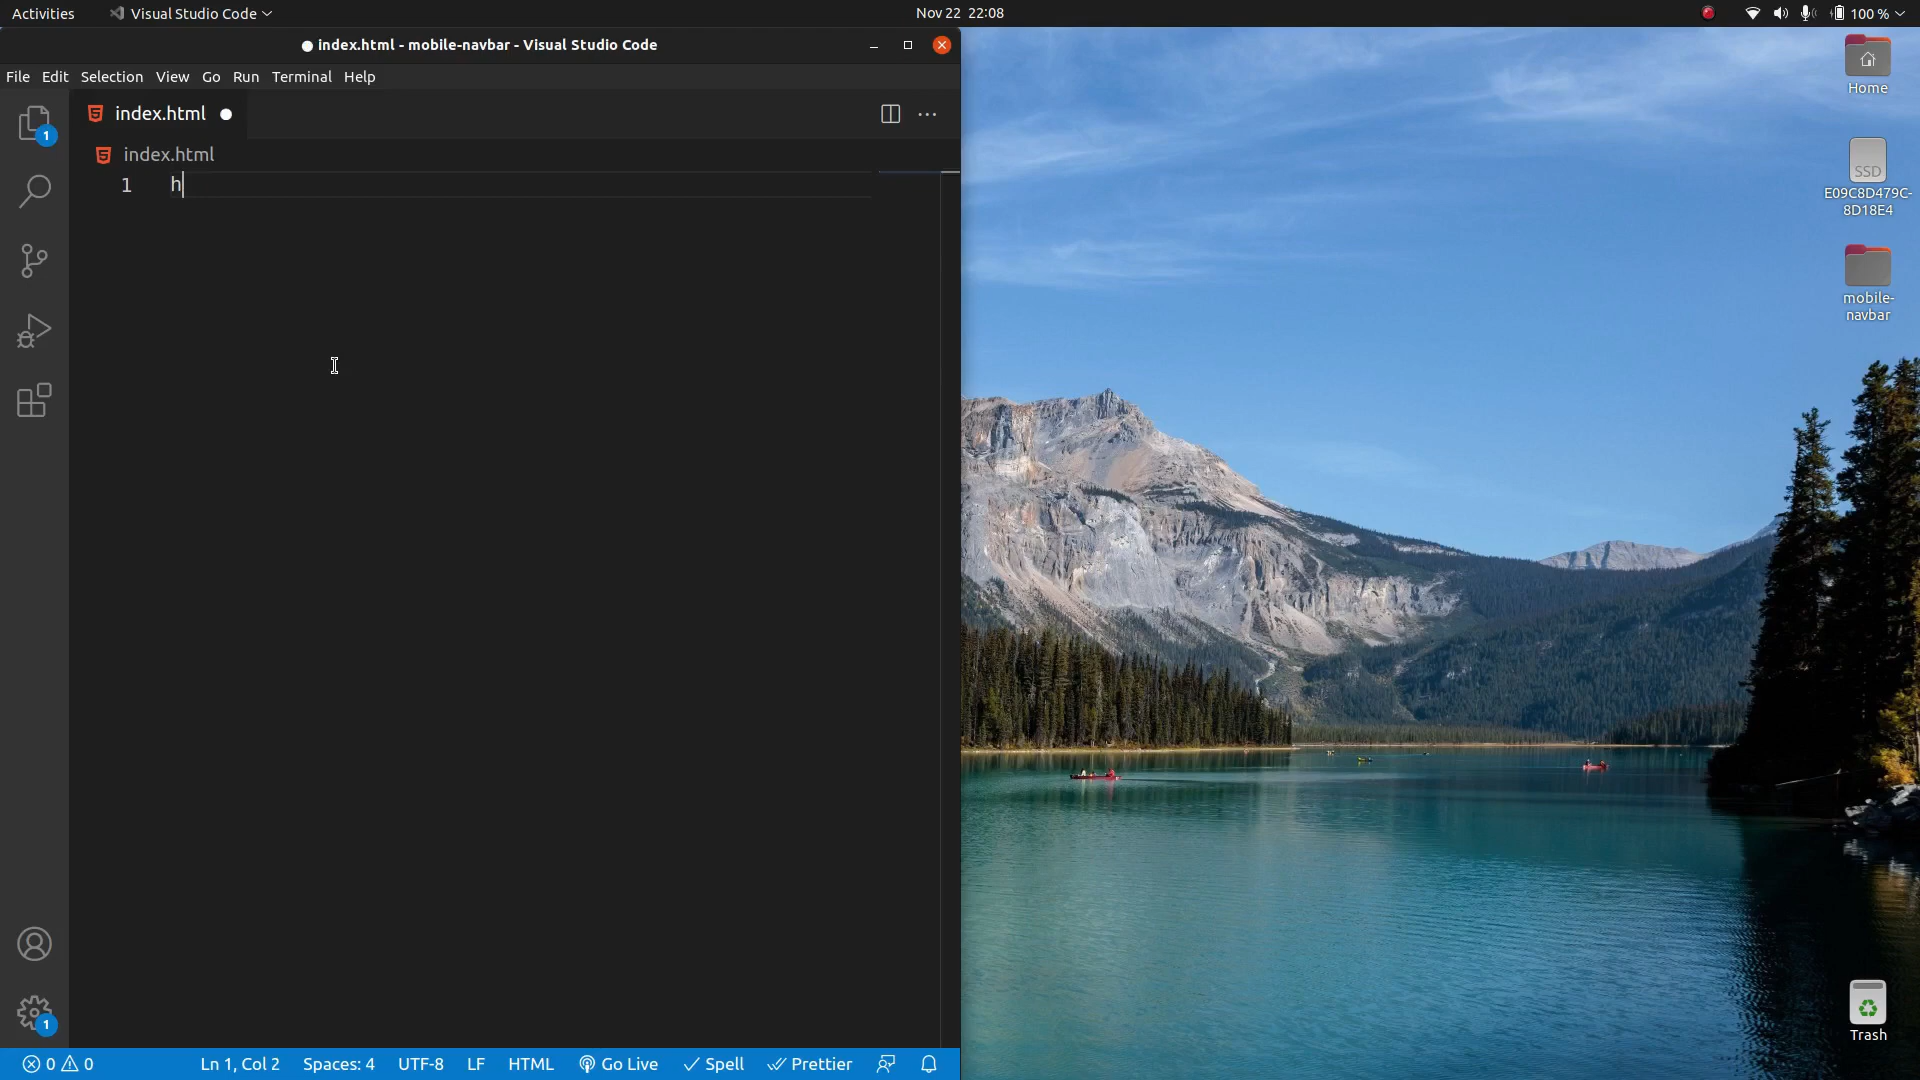 Activities
Visual Studio Code
Nov 22 22:08
100 %
index.html - mobile-navbar - Visual Studio Code
File Edit Selection View Go Run Terminal Help
1
index.html
index.html
1 h
1
0 0
Ln 1, Col 2
Spaces: 4
UTF-8
LF
HTML
Go Live
Spell
Prettier
Home
SSD
E09C8D479C-
8D18E4
mobile-
navbar
Trash